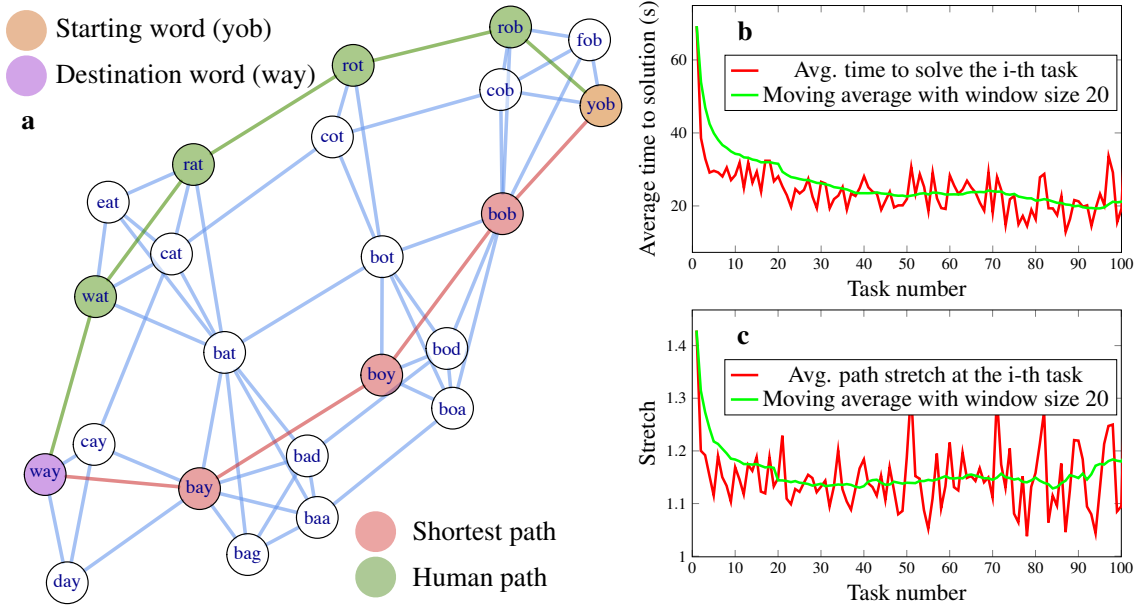 Starting word (yob)
Destination word (way)
a
rob
fob
rot
cob
yob
cot
rat
eat
bob
cat
bot
wat
bat
bod
boy
boa
cay
bad
way
bay
baa
bag
day
Shortest path
Human path
b
Avg. time to solve the i-th task
Moving average with window size 20
Average time to solution (s)
60
40
20
0 10 20 30 40 50 60 70 80 90 100
Task number
c
Avg. path stretch at the i-th task
Moving average with window size 20
Stretch
1.4
1.3
1.2
1.1
1
0 10 20 30 40 50 60 70 80 90 100
Task number